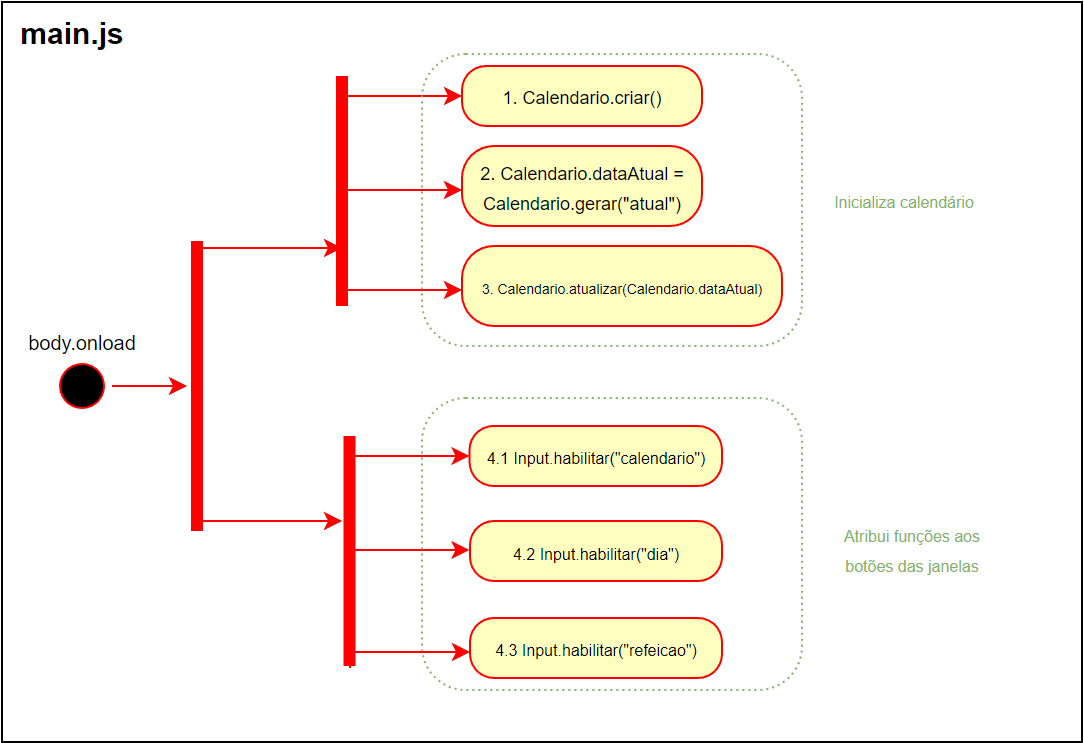 main.js
1. Calendario.criar()
2. Calendario.dataAtual =
Calendario.gerar("atual")
3. Calendario.atualizar(Calendario.dataAtual)
Inicializa calendário
body.onload
4.1 Input.habilitar("calendario")
4.2 Input.habilitar("dia")
4.3 Input.habilitar("refeicao")
Atribui funções aos
botões das janelas